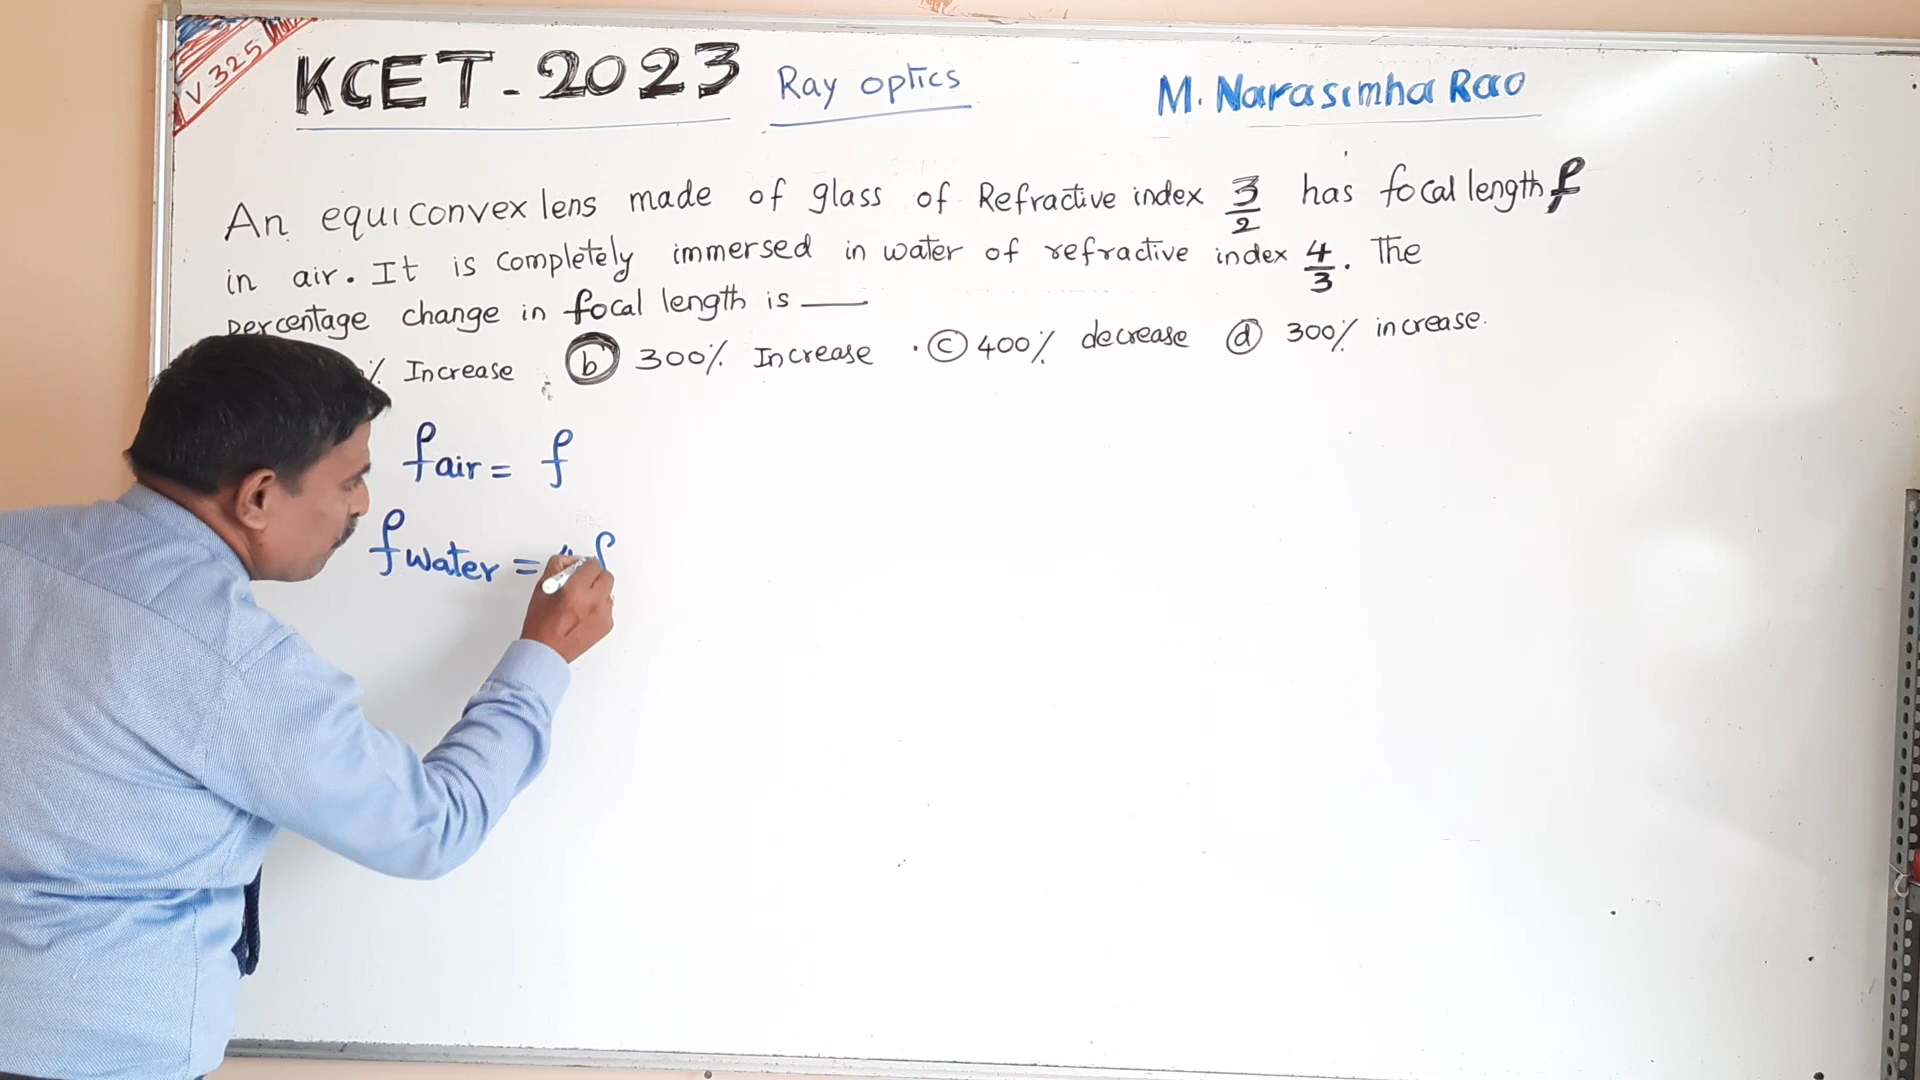 V-325
KCET-2023 Ray optics M. Narasimha Rao
An equiconvex lens made of glass of Refractive index 3/2 has focal length f
in air. It is completely immersed in water of refractive index 4/3. The
percentage change in focal length is ____
% Increase (b) 300% Increase (c) 400% decrease (d) 300% increase.
fair = f
fwater = f